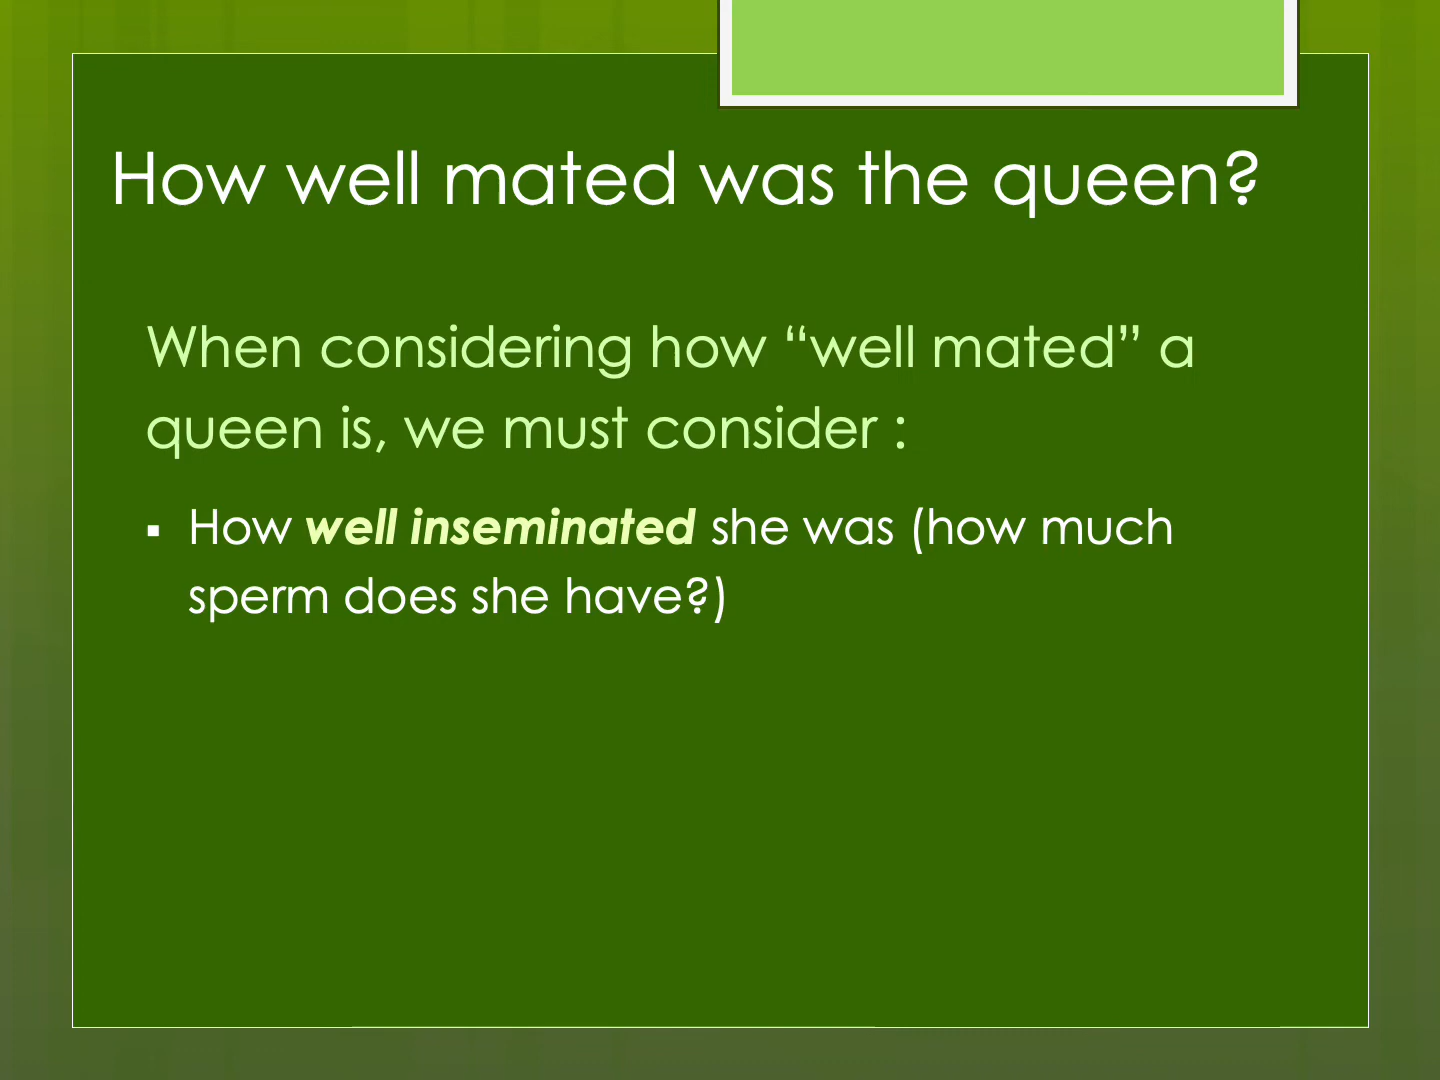 How well mated was the queen?
When considering how “well mated” a
queen is, we must consider :
▪ How well inseminated she was (how much
sperm does she have?)